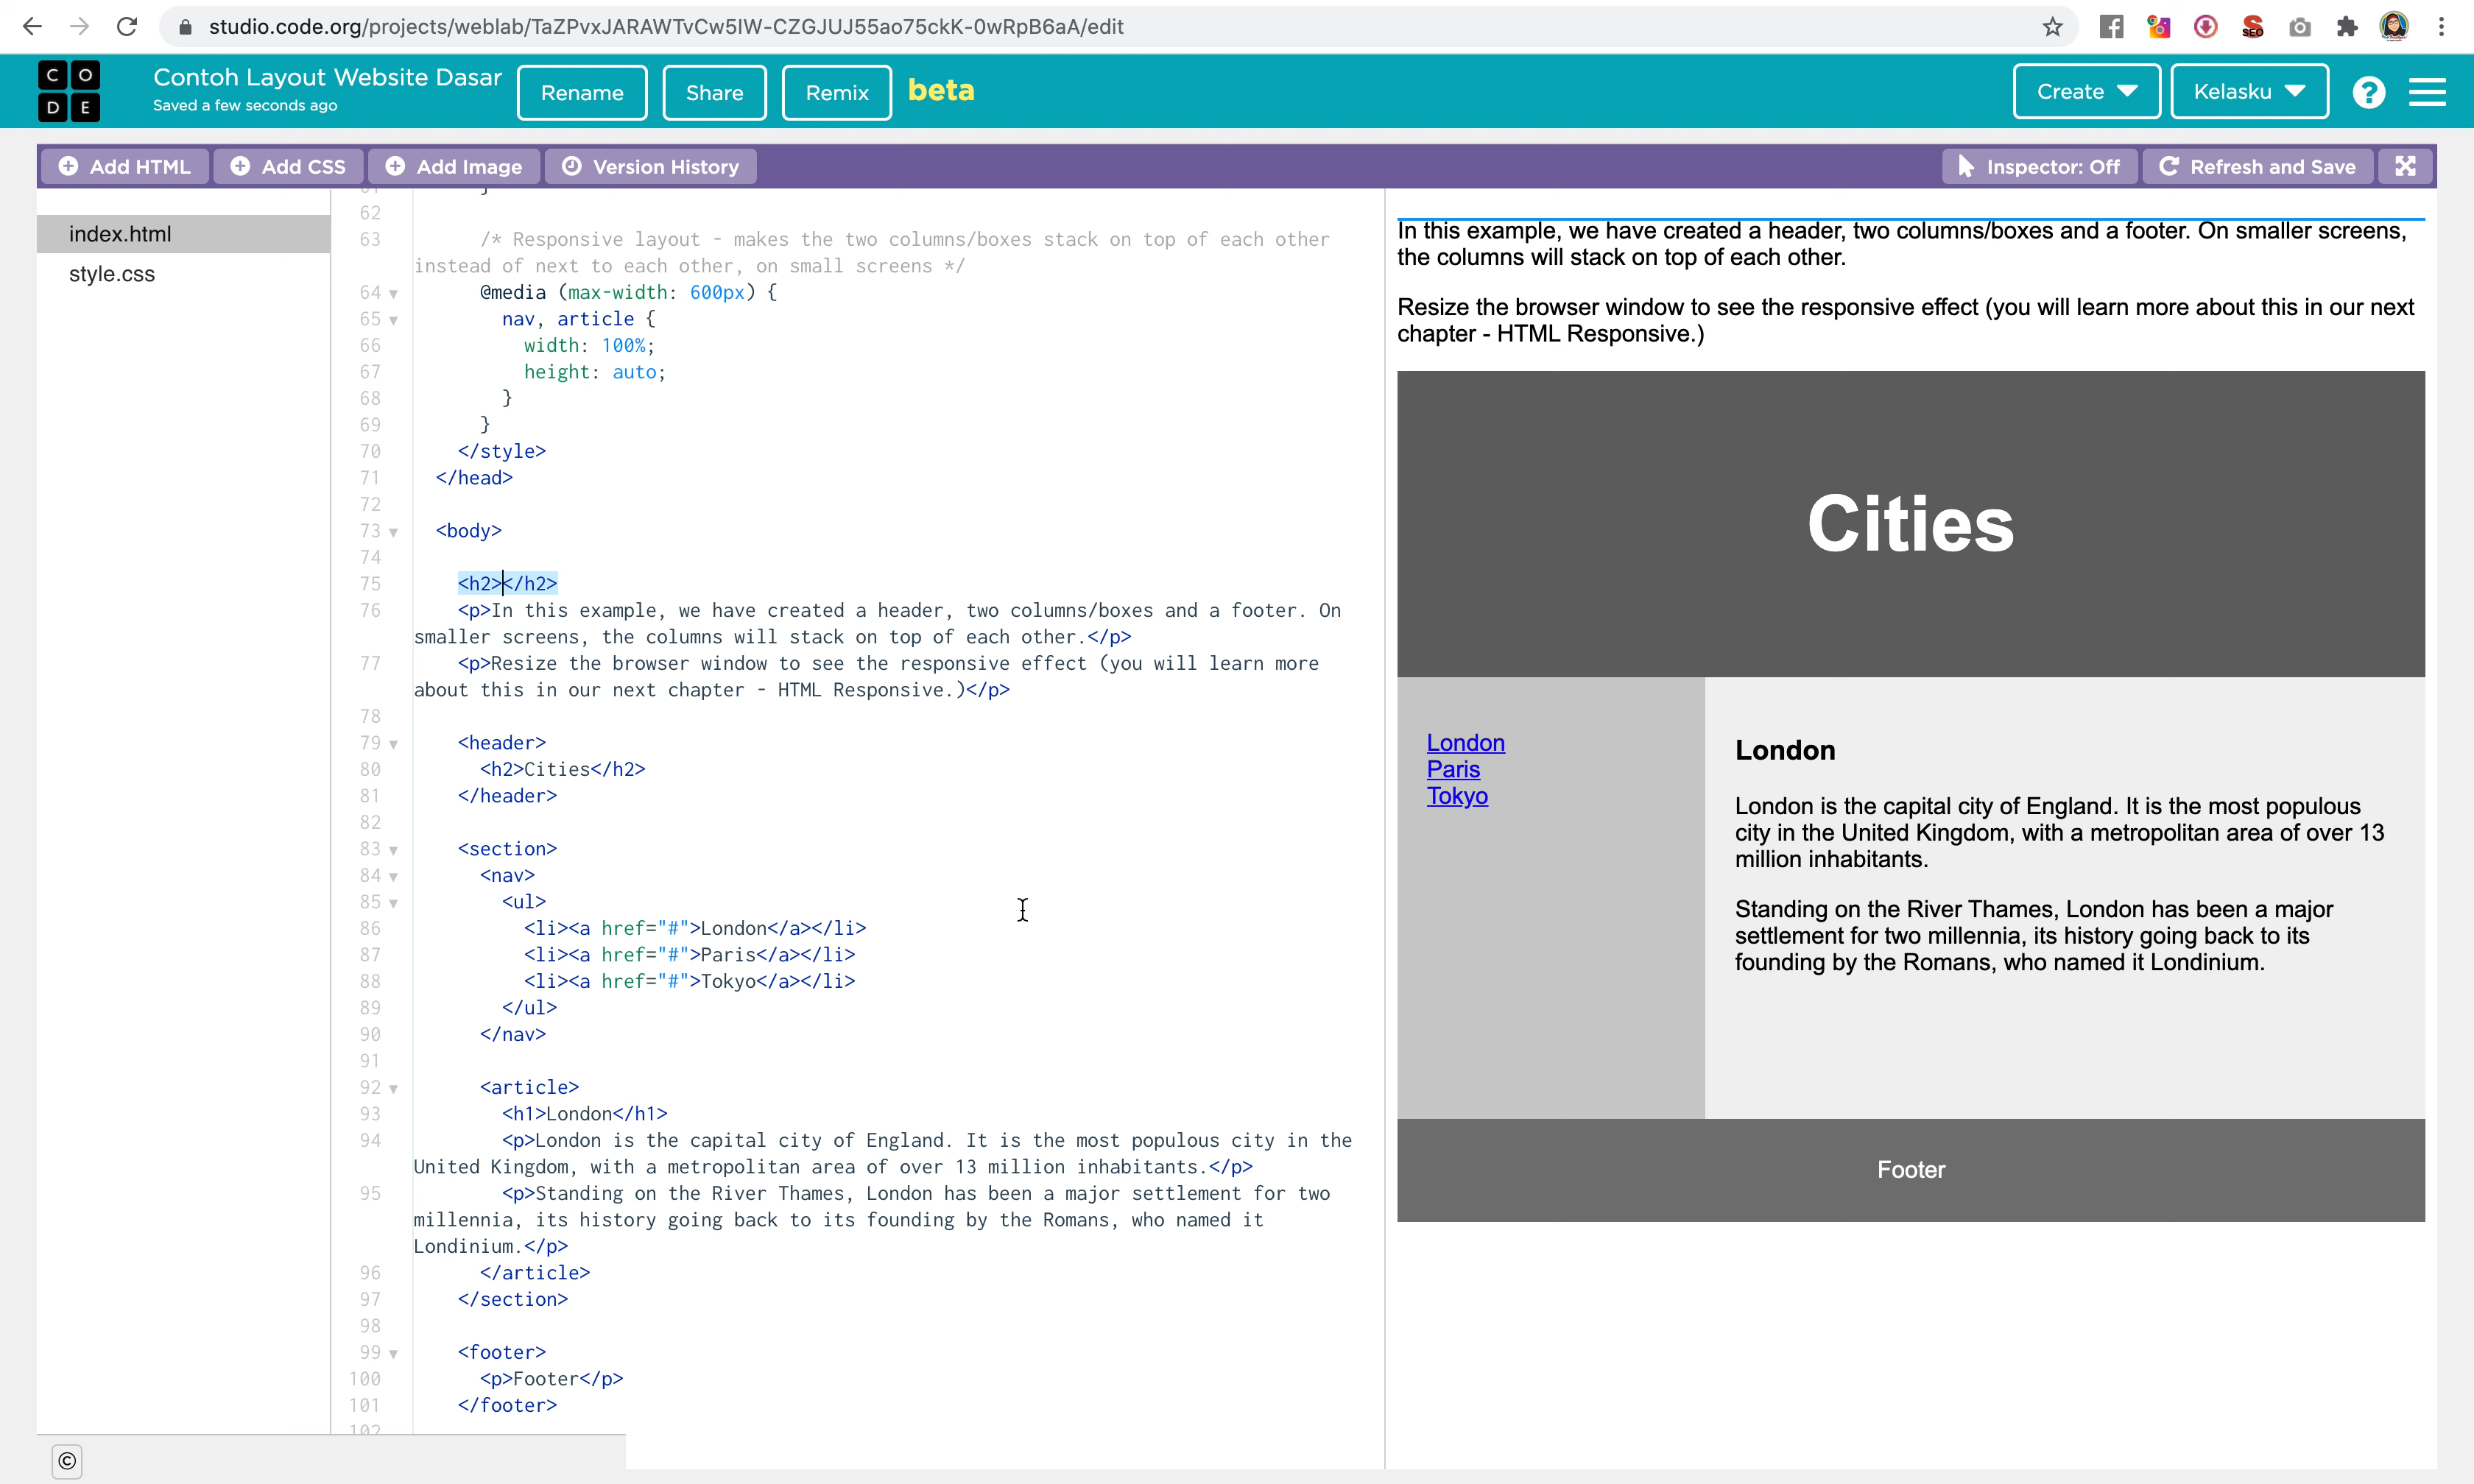 studio.code.org/projects/weblab/TaZPvxJARAWTvCw5IW-CZGJUJ55ao75ckK-0wRpB6aA/edit
SEO
C O
D E
Contoh Layout Website Dasar
Saved a few seconds ago
Rename
Share
Remix
beta
Create
Kelasku
?
Add HTML
Add CSS
Add Image
Version History
Inspector: Off
Refresh and Save
index.html
style.css
62
63 /* Responsive layout - makes the two columns/boxes stack on top of each other
instead of next to each other, on small screens */
64 @media (max-width: 600px) {
65 nav, article {
66 width: 100%;
67 height: auto;
68 }
69 }
70 </style>
71 </head>
72
73 <body>
74
75 <h2></h2>
76 <p>In this example, we have created a header, two columns/boxes and a footer. On
smaller screens, the columns will stack on top of each other.</p>
77 <p>Resize the browser window to see the responsive effect (you will learn more
about this in our next chapter - HTML Responsive.)</p>
78
79 <header>
80 <h2>Cities</h2>
81 </header>
82
83 <section>
84 <nav>
85 <ul>
86 <li><a href="#">London</a></li>
87 <li><a href="#">Paris</a></li>
88 <li><a href="#">Tokyo</a></li>
89 </ul>
90 </nav>
91
92 <article>
93 <h1>London</h1>
94 <p>London is the capital city of England. It is the most populous city in the
United Kingdom, with a metropolitan area of over 13 million inhabitants.</p>
95 <p>Standing on the River Thames, London has been a major settlement for two
millennia, its history going back to its founding by the Romans, who named it
Londinium.</p>
96 </article>
97 </section>
98
99 <footer>
100 <p>Footer</p>
101 </footer>
102
In this example, we have created a header, two columns/boxes and a footer. On smaller screens,
the columns will stack on top of each other.
Resize the browser window to see the responsive effect (you will learn more about this in our next
chapter - HTML Responsive.)
Cities
London
Paris
Tokyo
London
London is the capital city of England. It is the most populous
city in the United Kingdom, with a metropolitan area of over 13
million inhabitants.
Standing on the River Thames, London has been a major
settlement for two millennia, its history going back to its
founding by the Romans, who named it Londinium.
Footer
©